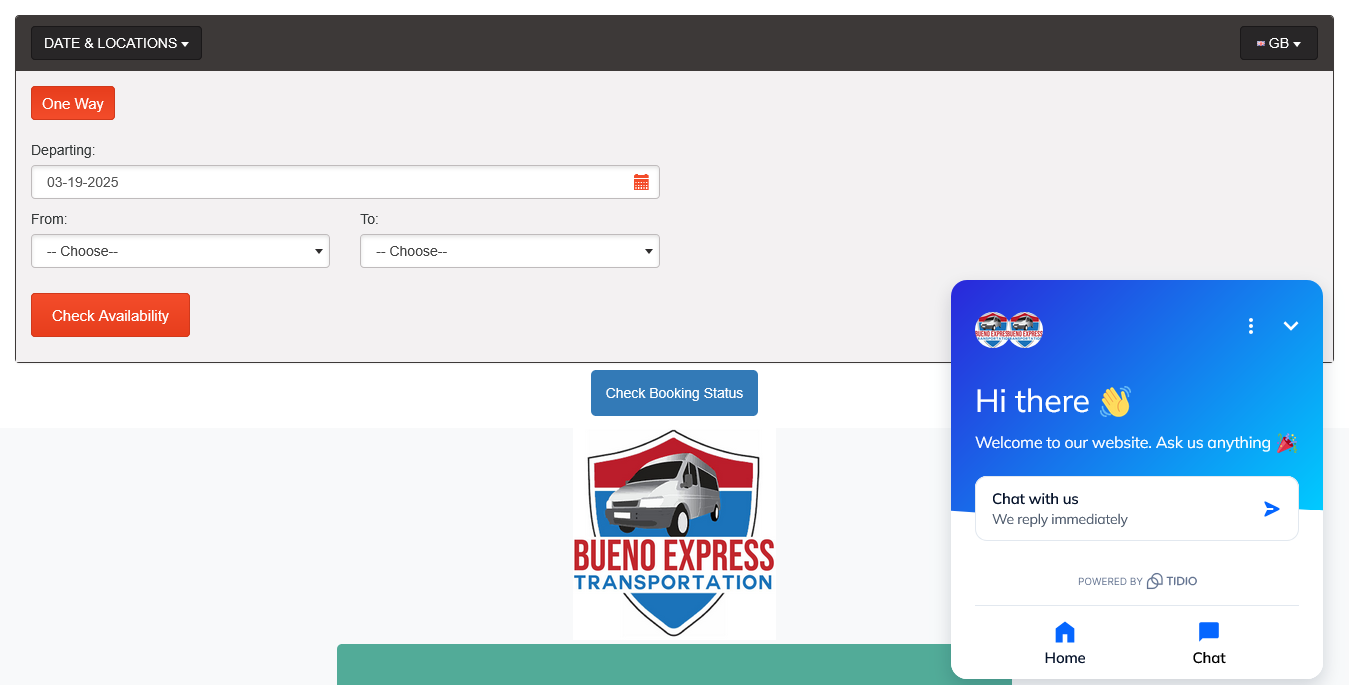 DATE & LOCATIONS
GB
One Way
Departing:
03-19-2025
From:
To:
-- Choose--
-- Choose--
Check Availability
Check Booking Status
BUENO EXPRESS
TRANSPORTATION
BUENO EXPRESS
Hi there 👋
Welcome to our website. Ask us anything 🎉
Chat with us
We reply immediately
POWERED BY TIDIO
Home
Chat